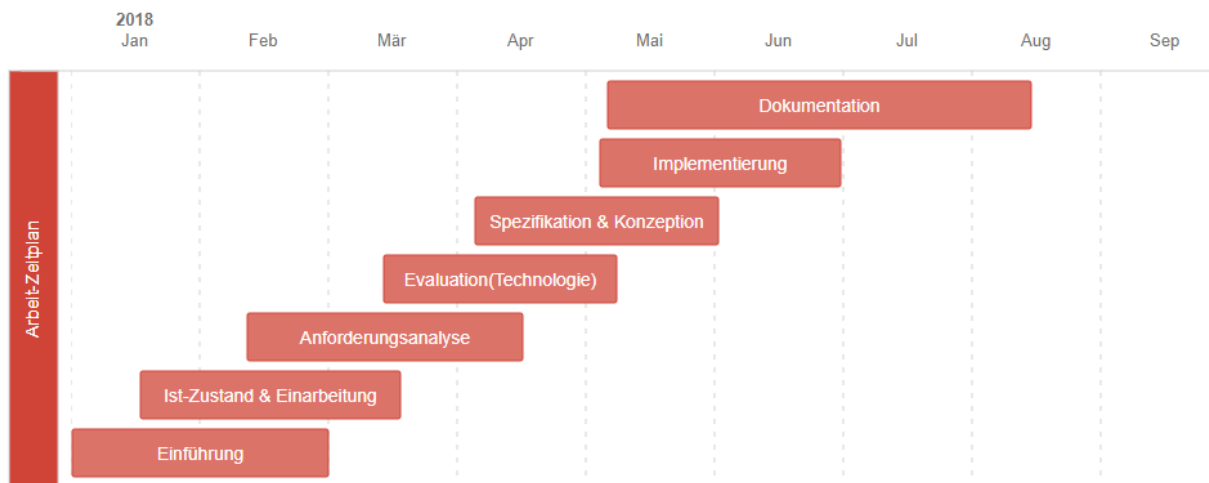 2018
Jan Feb Mär Apr Mai Jun Jul Aug Sep
Arbeit-Zeitplan
Dokumentation
Implementierung
Spezifikation & Konzeption
Evaluation(Technologie)
Anforderungsanalyse
Ist-Zustand & Einarbeitung
Einführung